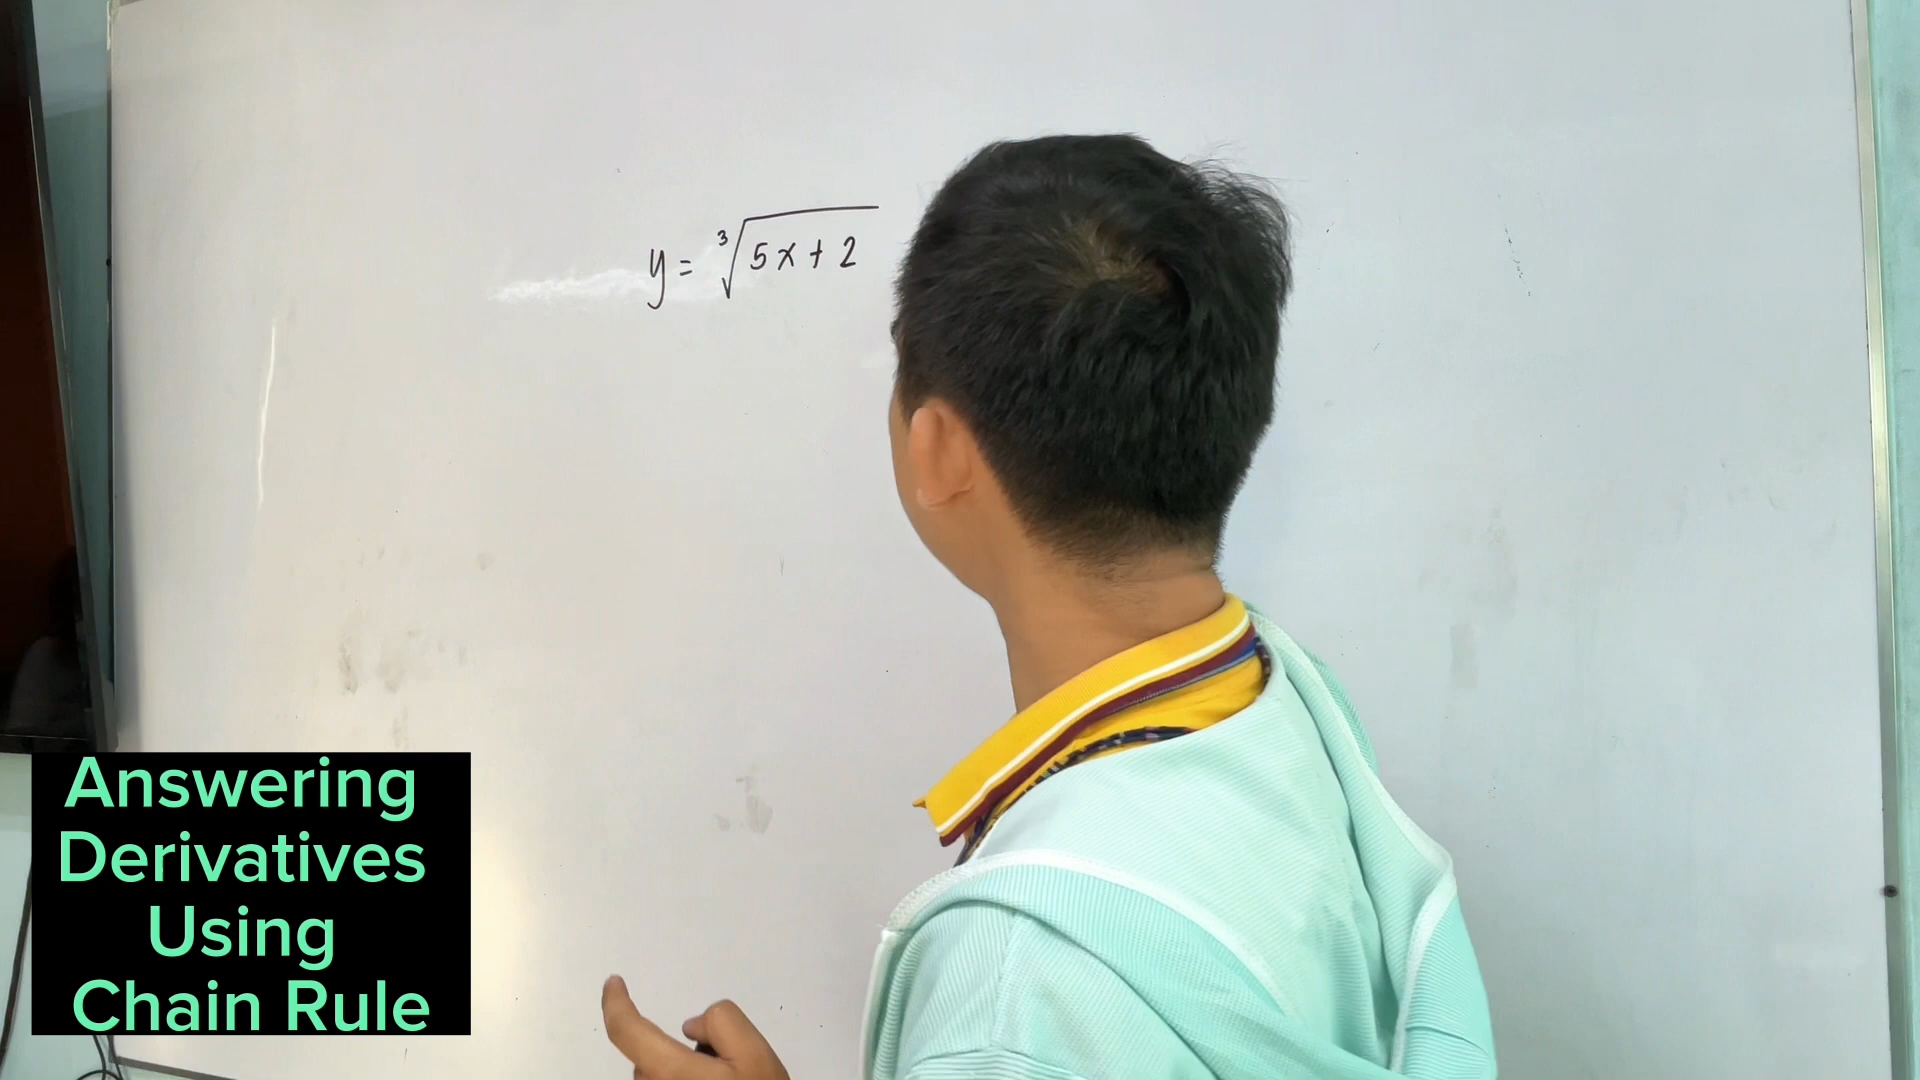 y = ∛(5x + 2)
Answering
Derivatives
Using
Chain Rule